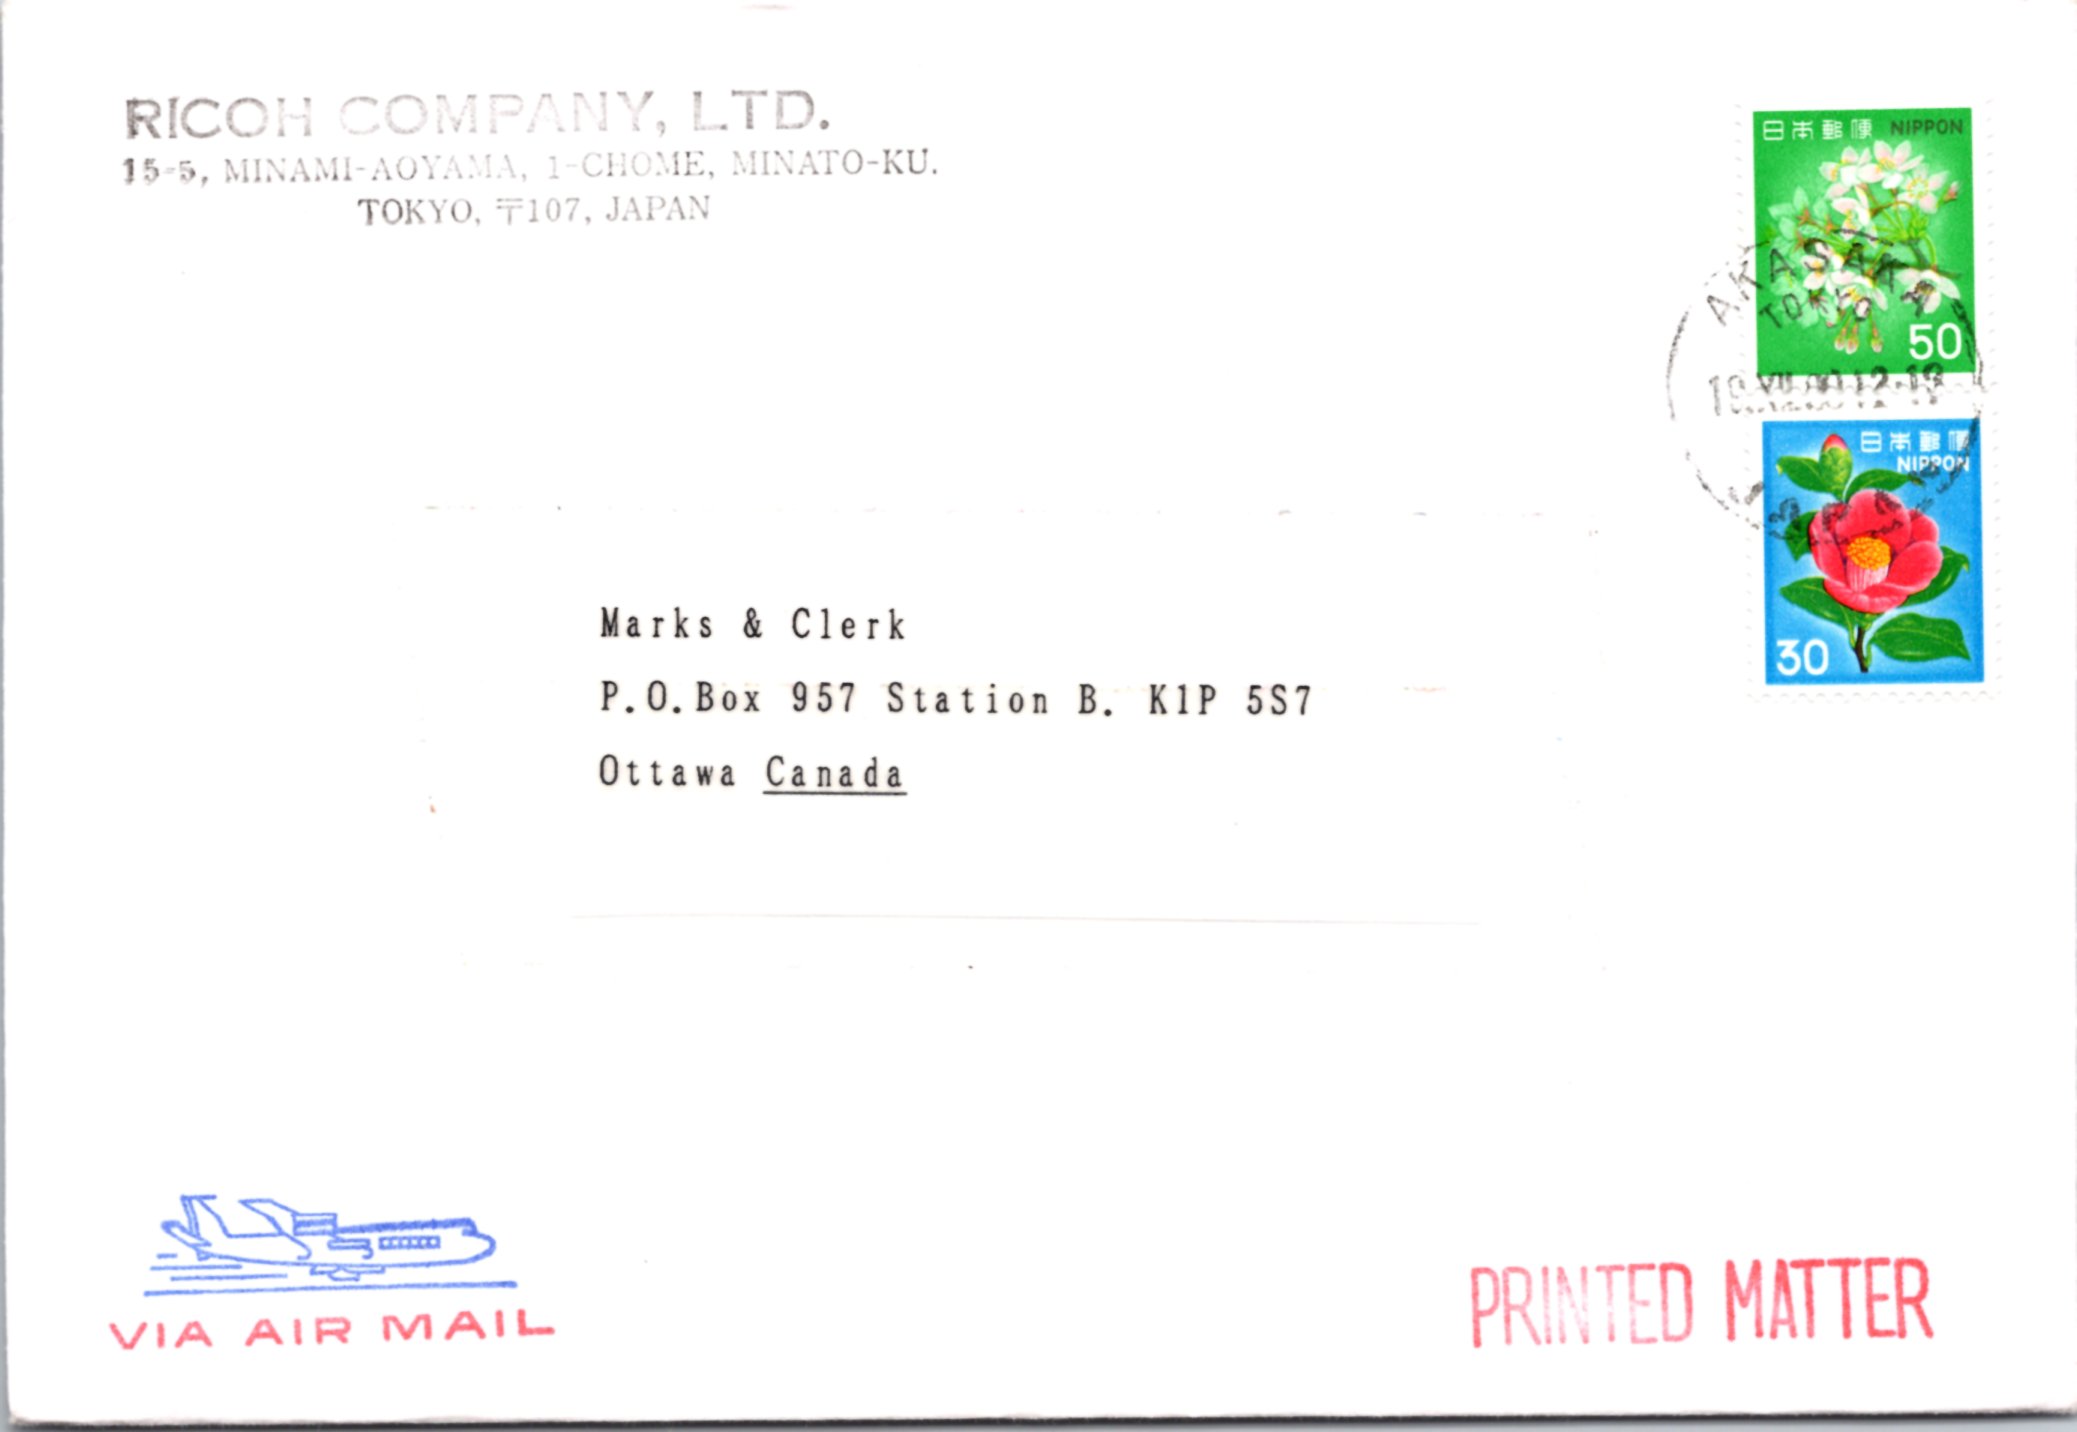 RICOH COMPANY, LTD.
15-5, MINAMI-AOYAMA, 1-CHOME, MINATO-KU.
TOKYO, 〒107, JAPAN
日本郵便 NIPPON
50
AKASAKA
TOKYO
日本郵便
NIPPON
30
Marks & Clerk
P.O.Box 957 Station B. K1P 5S7
Ottawa Canada
VIA AIR MAIL
PRINTED MATTER